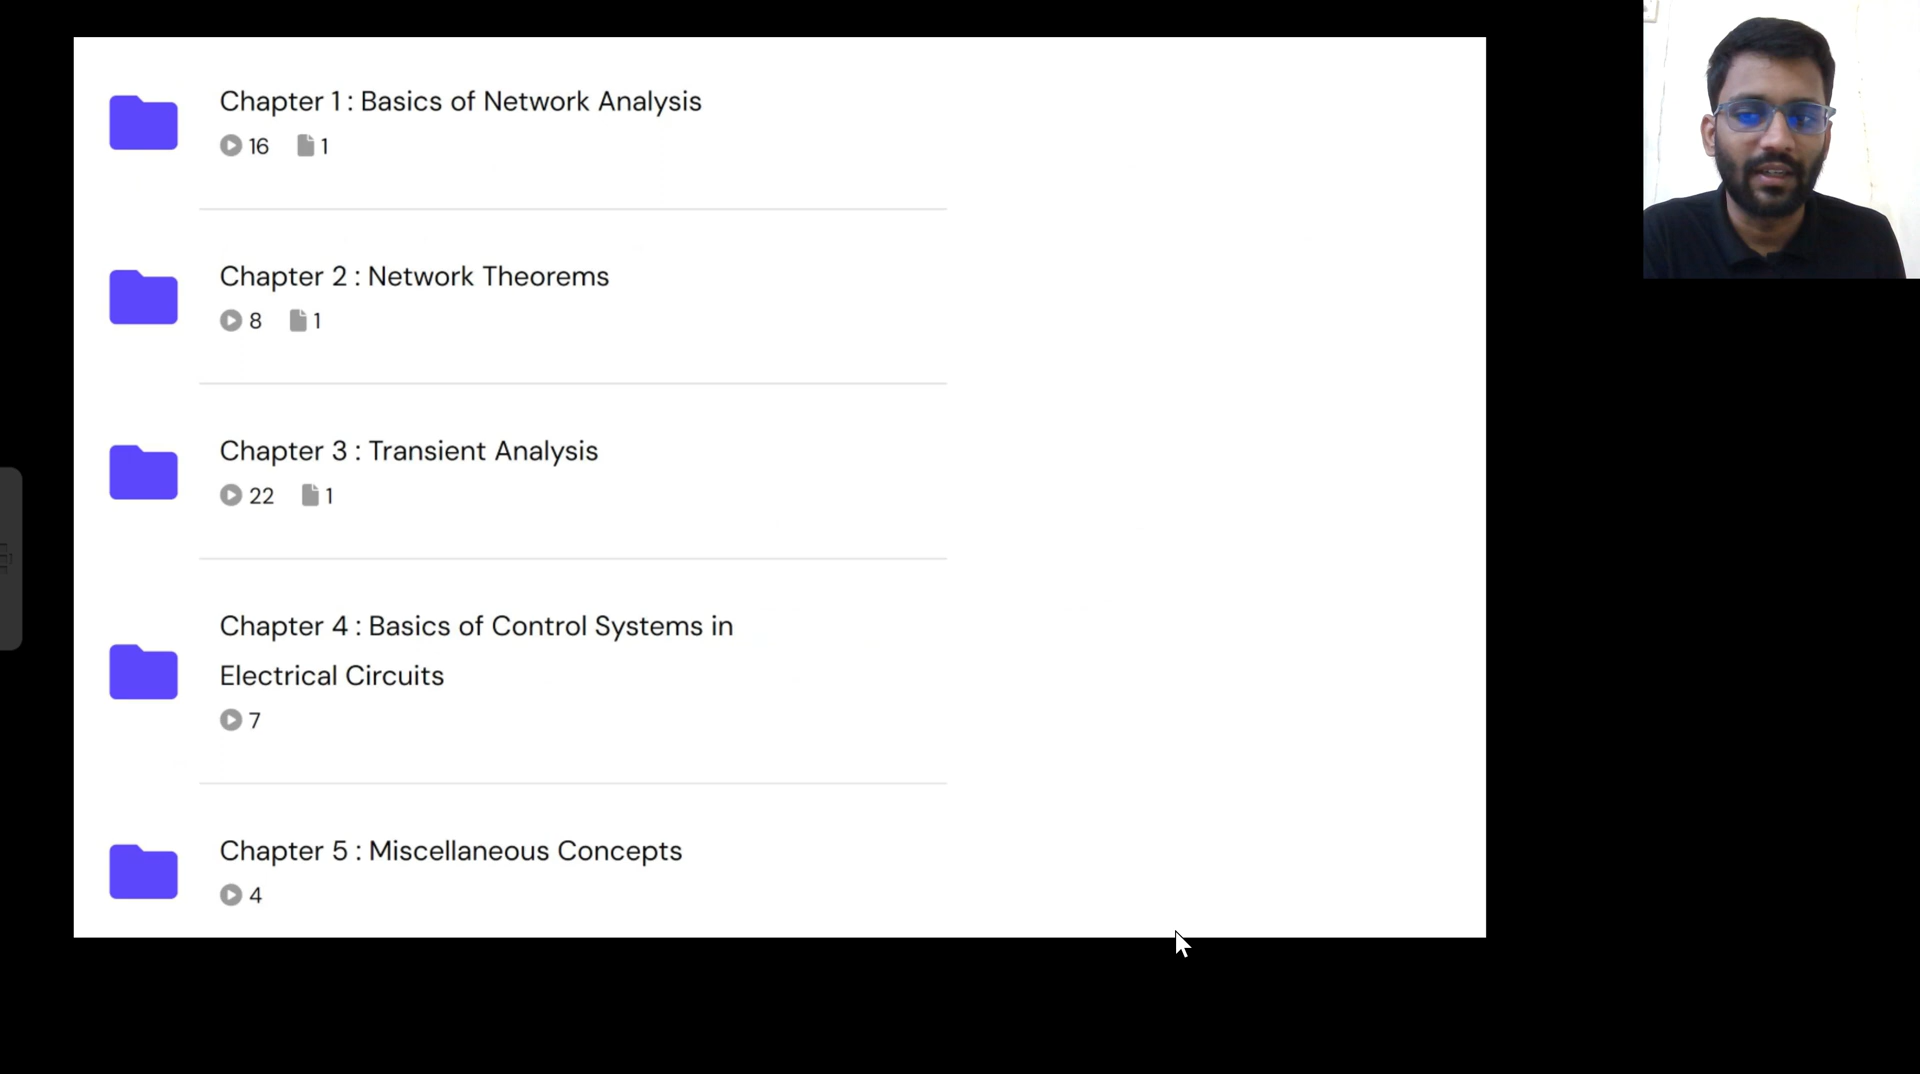 Chapter 1 : Basics of Network Analysis
16 1
Chapter 2 : Network Theorems
8 1
Chapter 3 : Transient Analysis
22 1
Chapter 4 : Basics of Control Systems in
Electrical Circuits
7
Chapter 5 : Miscellaneous Concepts
4